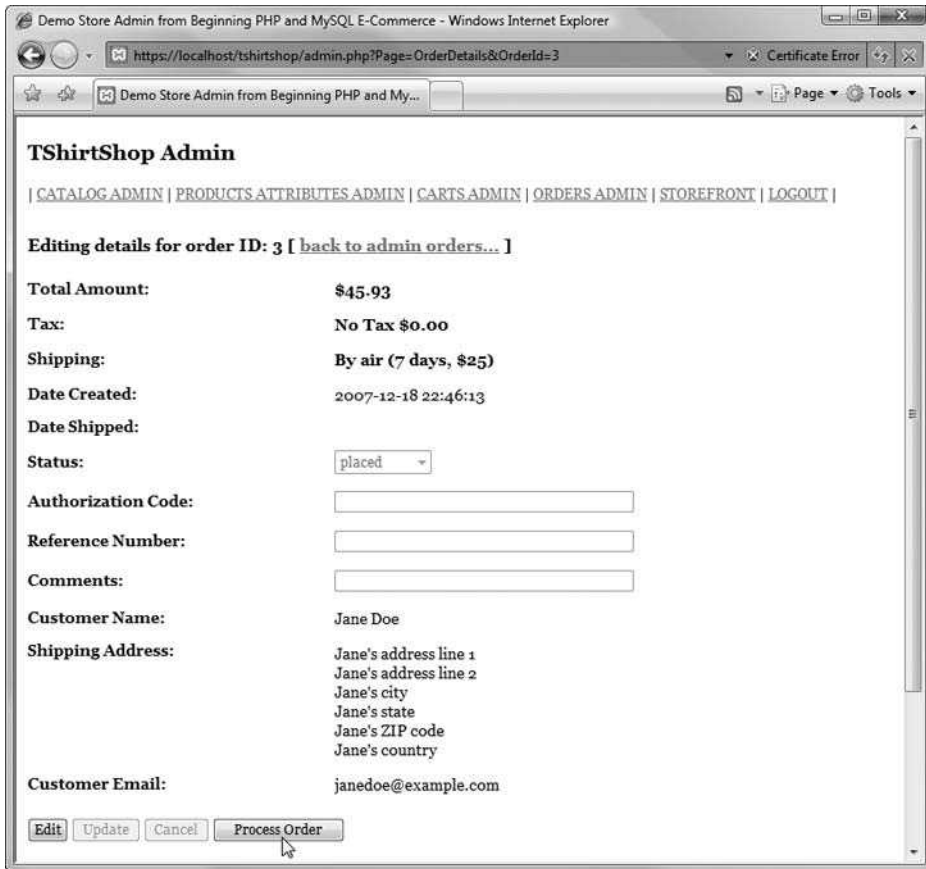 Demo Store Admin from Beginning PHP and MySQL E-Commerce - Windows Internet Explorer
https://localhost/tshirtshop/admin.php?Page=OrderDetails&OrderId=3 Certificate Error
Demo Store Admin from Beginning PHP and My... Page Tools
TShirtShop Admin
| CATALOG ADMIN | PRODUCTS ATTRIBUTES ADMIN | CARTS ADMIN | ORDERS ADMIN | STOREFRONT | LOGOUT |
Editing details for order ID: 3 [ back to admin orders... ]
Total Amount: $45.93
Tax: No Tax $0.00
Shipping: By air (7 days, $25)
Date Created: 2007-12-18 22:46:13
Date Shipped:
Status: placed
Authorization Code:
Reference Number:
Comments:
Customer Name: Jane Doe
Shipping Address: Jane's address line 1
Jane's address line 2
Jane's city
Jane's state
Jane's ZIP code
Jane's country
Customer Email: janedoe@example.com
Edit Update Cancel Process Order